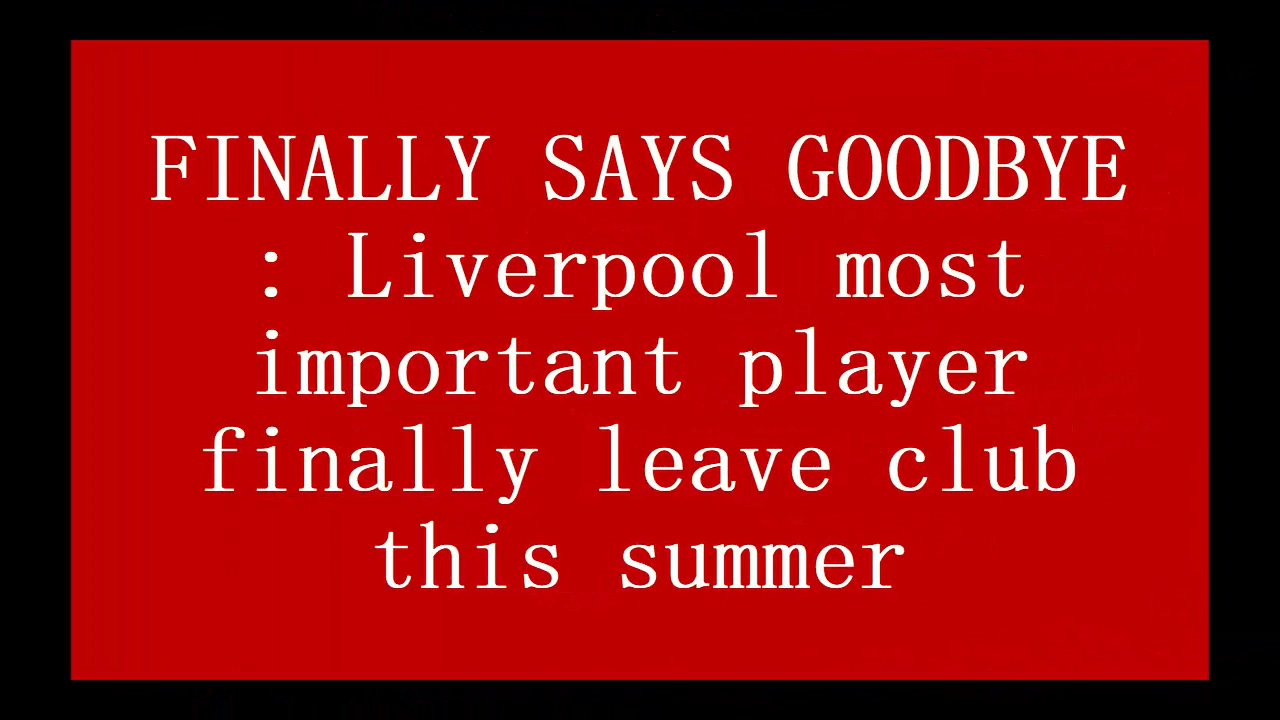 FINALLY SAYS GOODBYE
: Liverpool most
important player
finally leave club
this summer